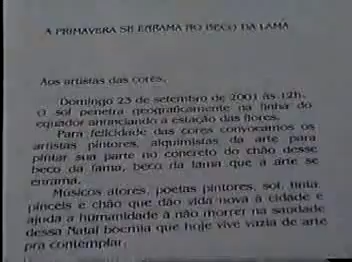 A PRIMAVERA SE ENRAMA NO BECO DA LAMA
Aos artistas das cores,
Domingo 23 de setembro de 2001 às 12h.
O sol penetra geograficamente na linha do
equador anunciando a estação das flores.
Para felicidade das cores convocamos os
artistas pintores, alquimistas da arte para
pintar sua parte no concreto do chão desse
beco da fama, beco da lama que a arte se
enrama.
Músicos atores, poetas pintores, sol, tinta,
pincéis e chão que dão vida nova à cidade e
ajuda a humanidade à não morrer na saudade
dessa Natal boemia que hoje vive vazia de arte
pra contemplar.